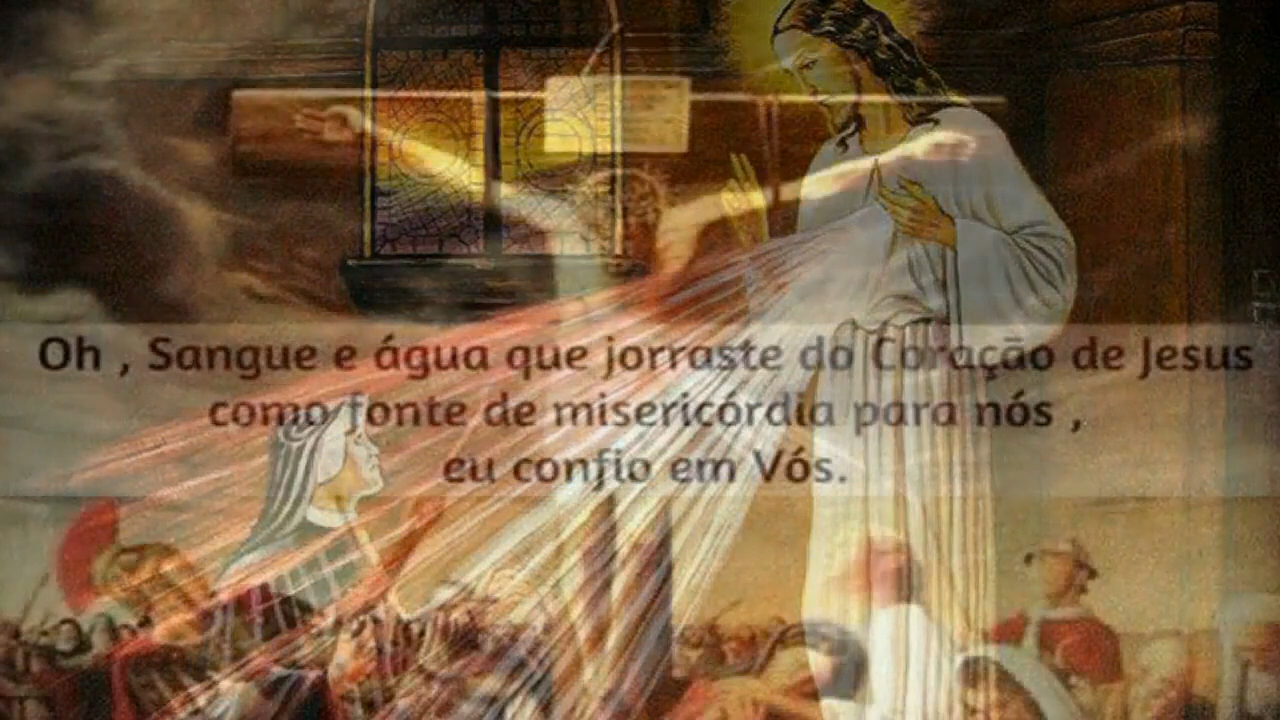 Oh , Sangue e água que jorraste do Coração de Jesus
como fonte de misericórdia para nós ,
eu confio em Vós.